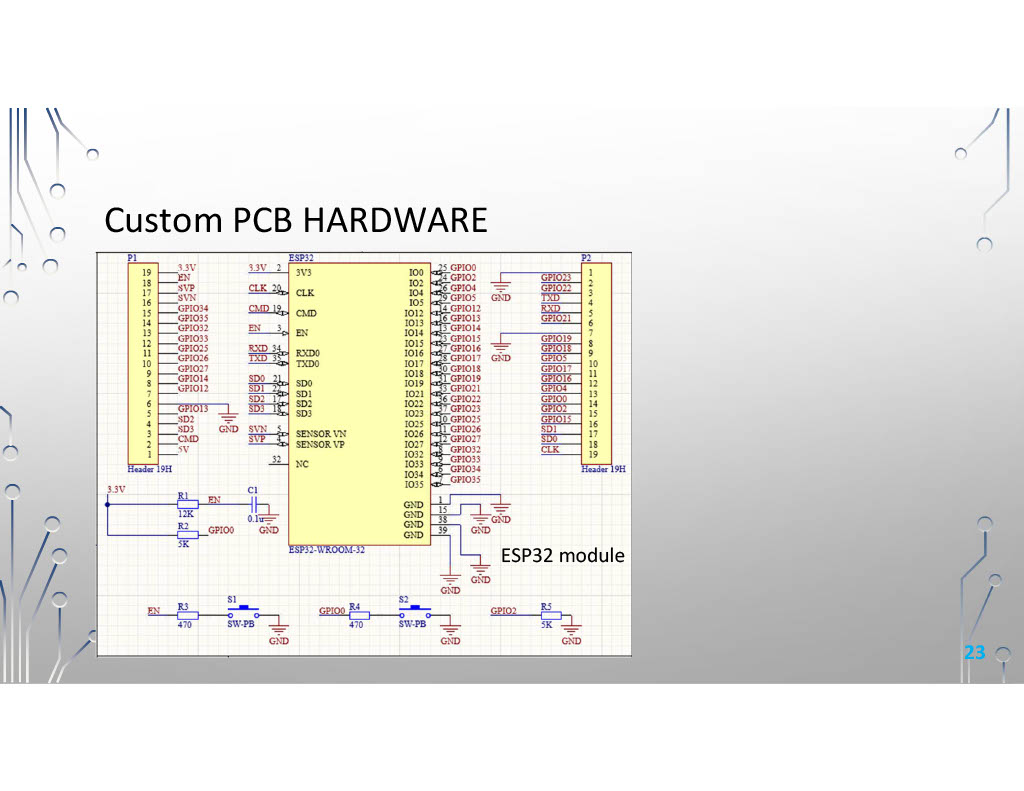 Custom PCB HARDWARE
P1
19 3.3V
18 EN
17 SVP
16 SVN
15 GPIO34
14 GPIO35
13 GPIO32
12 GPIO33
11 GPIO25
10 GPIO26
9 GPIO27
8 GPIO14
7 GPIO12
6
5 GPIO13
4 SD2
3 SD3
2 CMD
1 5V
GND
Header 19H
ESP32
3.3V 2 3V3
CLK 20 CLK
CMD 19 CMD
EN 3 EN
RXD 34 RXD0
TXD 35 TXD0
SD0 21 SD0
SD1 22 SD1
SD2 17 SD2
SD3 18 SD3
SVN 5 SENSOR VN
SVP 4 SENSOR VP
32 NC
IO0 25 GPIO0
IO2 24 GPIO2
IO4 26 GPIO4
IO5 29 GPIO5
IO12 14 GPIO12
IO13 16 GPIO13
IO14 13 GPIO14
IO15 23 GPIO15
IO16 27 GPIO16
IO17 28 GPIO17
IO18 30 GPIO18
IO19 31 GPIO19
IO21 33 GPIO21
IO22 36 GPIO22
IO23 37 GPIO23
IO25 10 GPIO25
IO26 11 GPIO26
IO27 12 GPIO27
IO32 8 GPIO32
IO33 9 GPIO33
IO34 6 GPIO34
IO35 7 GPIO35
GND 1
GND 15
GND 38
GND 39
GND
GND
GND
GND
ESP32-WROOM-32
P2
1
GPIO23 2
GPIO22 3
TXD 4
RXD 5
GPIO21 6
7
GPIO19 8
GPIO18 9
GPIO5 10
GPIO17 11
GPIO16 12
GPIO4 13
GPIO0 14
GPIO2 15
GPIO15 16
SD1 17
SD0 18
CLK 19
GND
GND
Header 19H
3.3V
R1
EN
12K
C1
0.1u
GND
R2
GPIO0
5K
ESP32 module
EN
R3
470
S1
SW-PB
GND
GPIO0
R4
470
S2
SW-PB
GND
GPIO2
R5
5K
GND
23